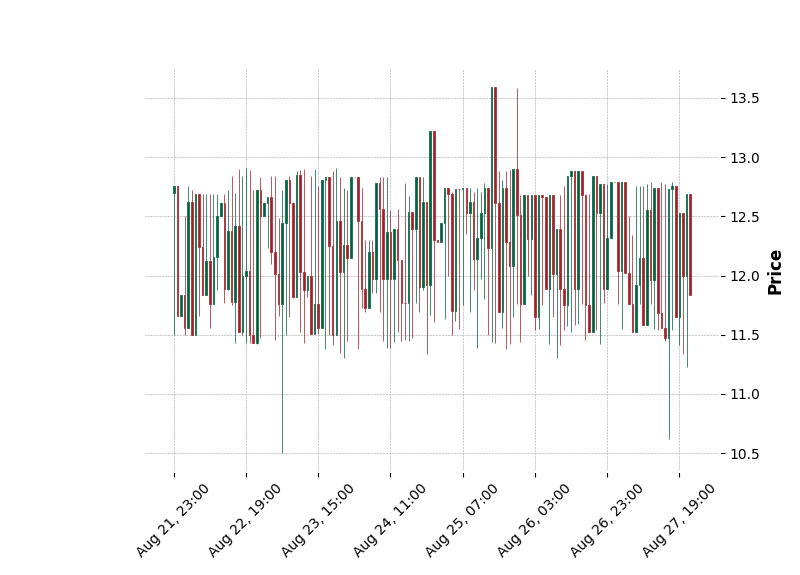 13.5
13.0
12.5
12.0
11.5
11.0
10.5
Price
Aug 21, 23:00
Aug 22, 19:00
Aug 23, 15:00
Aug 24, 11:00
Aug 25, 07:00
Aug 26, 03:00
Aug 26, 23:00
Aug 27, 19:00